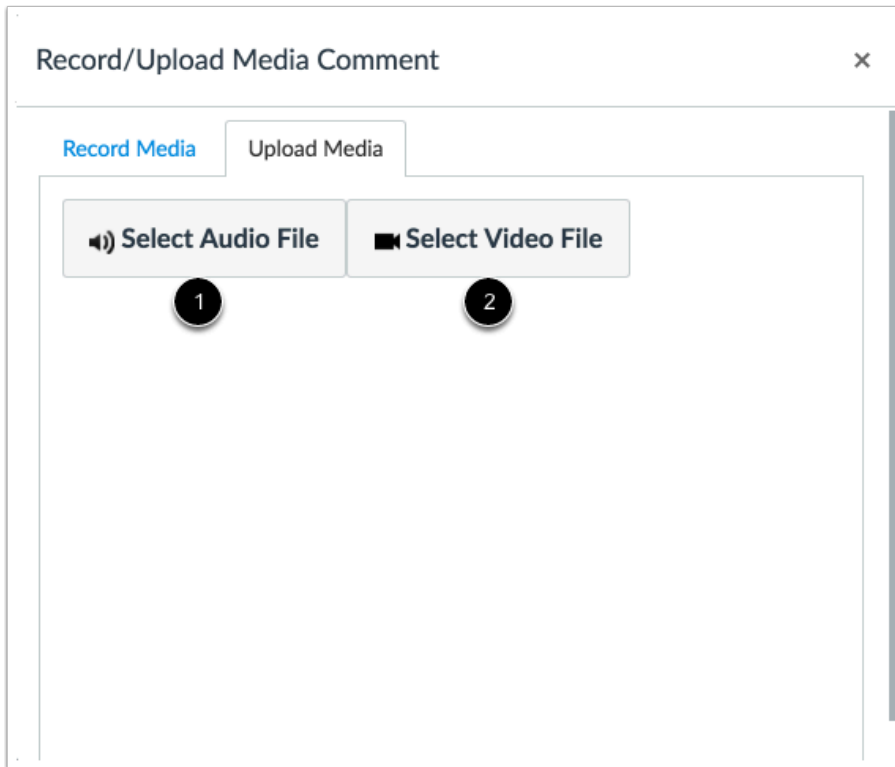 Record/Upload Media Comment ×
Record Media Upload Media
Select Audio File Select Video File
1 2